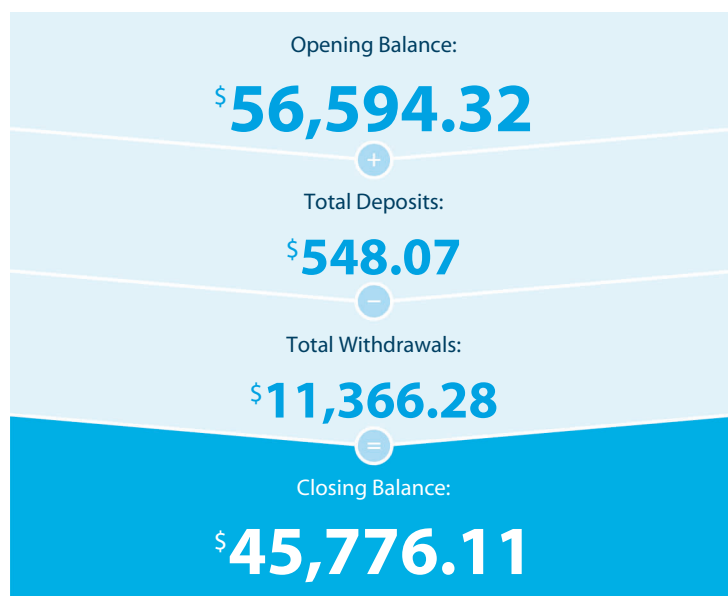 Opening Balance:
$56,594.32
+
Total Deposits:
$548.07
−
Total Withdrawals:
$11,366.28
=
Closing Balance:
$45,776.11